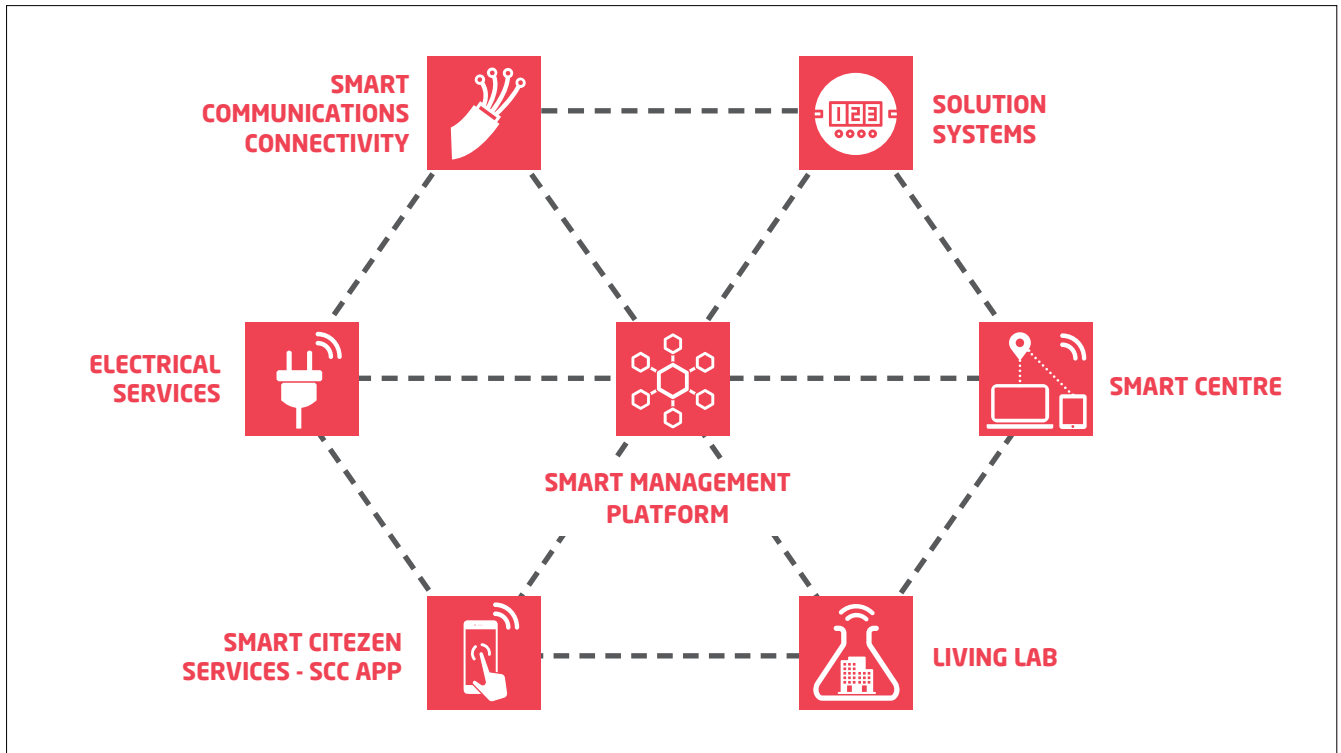 SMART
COMMUNICATIONS
CONNECTIVITY
123
SOLUTION
SYSTEMS
ELECTRICAL
SERVICES
SMART CENTRE
SMART MANAGEMENT
PLATFORM
SMART CITEZEN
SERVICES - SCC APP
LIVING LAB